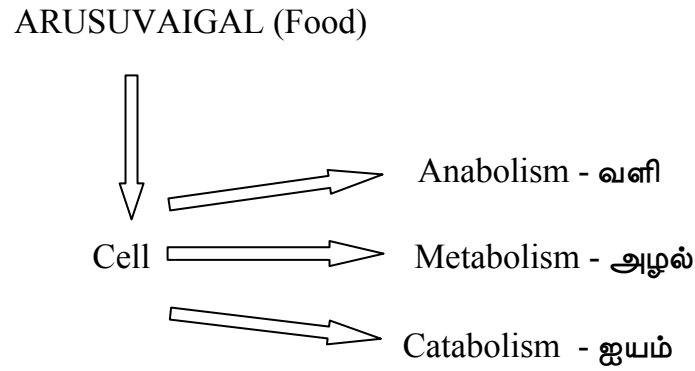 ARUSUVAIGAL (Food)
Anabolism - வளி
Cell
Metabolism - அழல்
Catabolism - ஐயம்